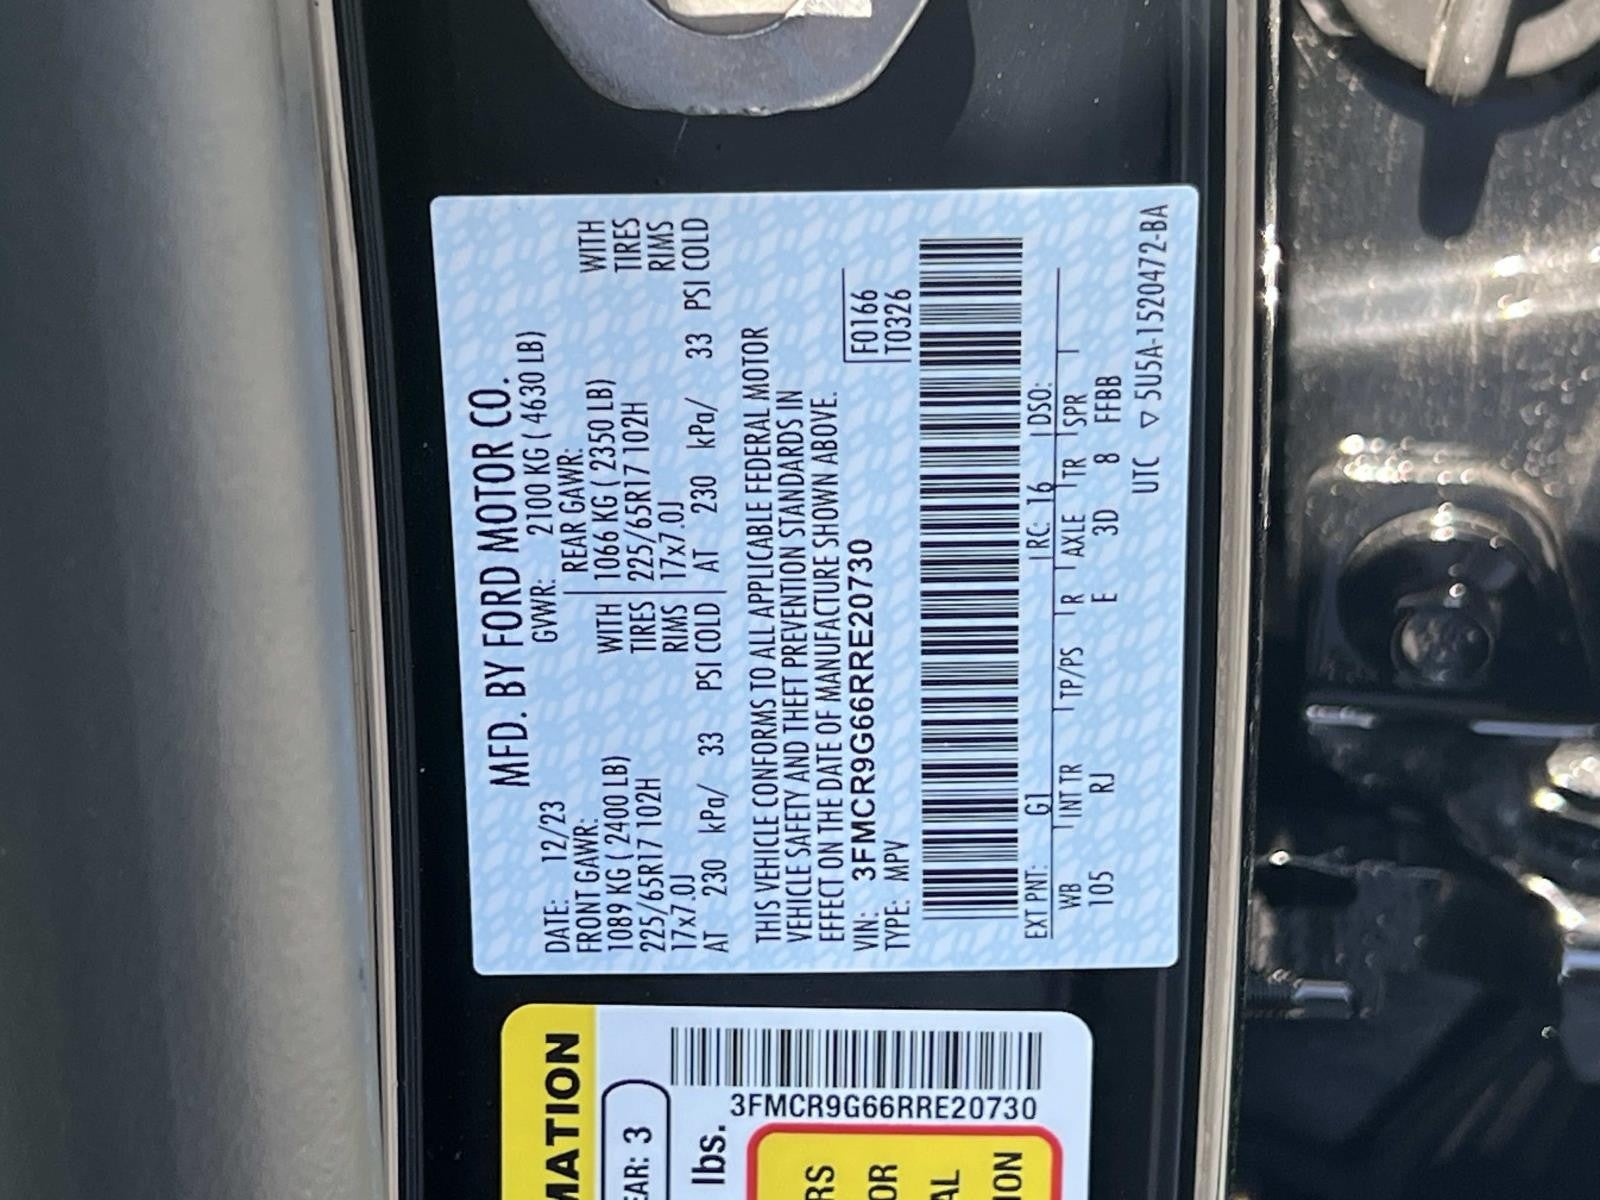 MFD. BY FORD MOTOR CO.
DATE: 12/23 GVWR: 2100 KG ( 4630 LB)
FRONT GAWR: REAR GAWR:
1089 KG ( 2400 LB) WITH 1066 KG ( 2350 LB) WITH
225/65R17 102H TIRES 225/65R17 102H TIRES
17x7.0J RIMS 17x7.0J RIMS
AT 230 kPa/ 33 PSI COLD AT 230 kPa/ 33 PSI COLD
THIS VEHICLE CONFORMS TO ALL APPLICABLE FEDERAL MOTOR
VEHICLE SAFETY AND THEFT PREVENTION STANDARDS IN
EFFECT ON THE DATE OF MANUFACTURE SHOWN ABOVE.
VIN: 3FMCR9G66RRE20730 F0166
TYPE: MPV T0326
EXT PNT: G1 RC: 16 DSO:
WB INT TR TP/PS R AXLE TR SPR
105 RJ E 3D 8 FFBB
UTC ▽ 5U5A-1520472-BA
MATION
EAR: 3
lbs.
3FMCR9G66RRE20730
RS
OR
AL
ION